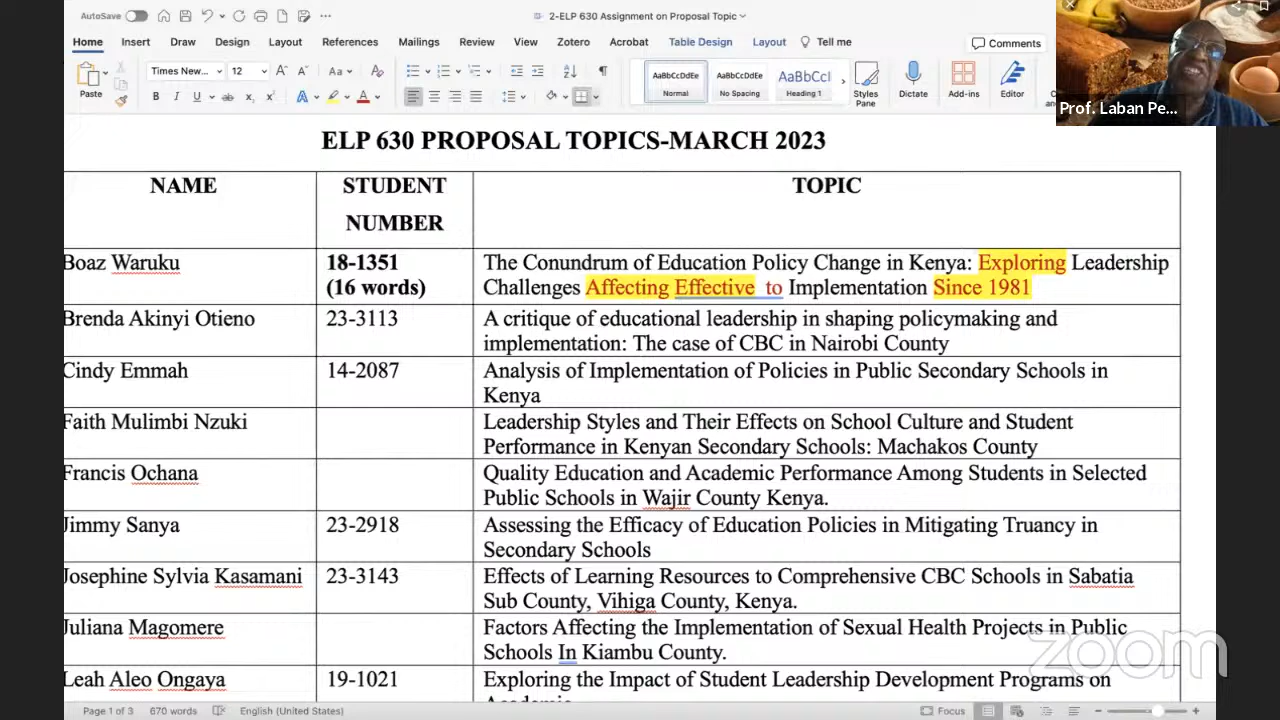 AutoSave
2-ELP 630 Assignment on Proposal Topic
Home Insert Draw Design Layout References Mailings Review View Zotero Acrobat Table Design Layout Tell me
Comments
Paste
Times New... 12
AaBbCcDdEe
Normal
AaBbCcDdEe
No Spacing
AaBbCcI
Heading 1
Styles
Pane
Dictate
Add-ins
Editor
Prof. Laban Pe...
ELP 630 PROPOSAL TOPICS-MARCH 2023
NAME
STUDENT
NUMBER
TOPIC
Boaz Waruku
18-1351
(16 words)
The Conundrum of Education Policy Change in Kenya: Exploring Leadership
Challenges Affecting Effective to Implementation Since 1981
Brenda Akinyi Otieno
23-3113
A critique of educational leadership in shaping policymaking and
implementation: The case of CBC in Nairobi County
Cindy Emmah
14-2087
Analysis of Implementation of Policies in Public Secondary Schools in
Kenya
Faith Mulimbi Nzuki
Leadership Styles and Their Effects on School Culture and Student
Performance in Kenyan Secondary Schools: Machakos County
Francis Ochana
Quality Education and Academic Performance Among Students in Selected
Public Schools in Wajir County Kenya.
Jimmy Sanya
23-2918
Assessing the Efficacy of Education Policies in Mitigating Truancy in
Secondary Schools
Josephine Sylvia Kasamani
23-3143
Effects of Learning Resources to Comprehensive CBC Schools in Sabatia
Sub County, Vihiga County, Kenya.
Juliana Magomere
Factors Affecting the Implementation of Sexual Health Projects in Public
Schools In Kiambu County.
Leah Aleo Ongaya
19-1021
Exploring the Impact of Student Leadership Development Programs on
zoom
Page 1 of 3 670 words English (United States) Focus